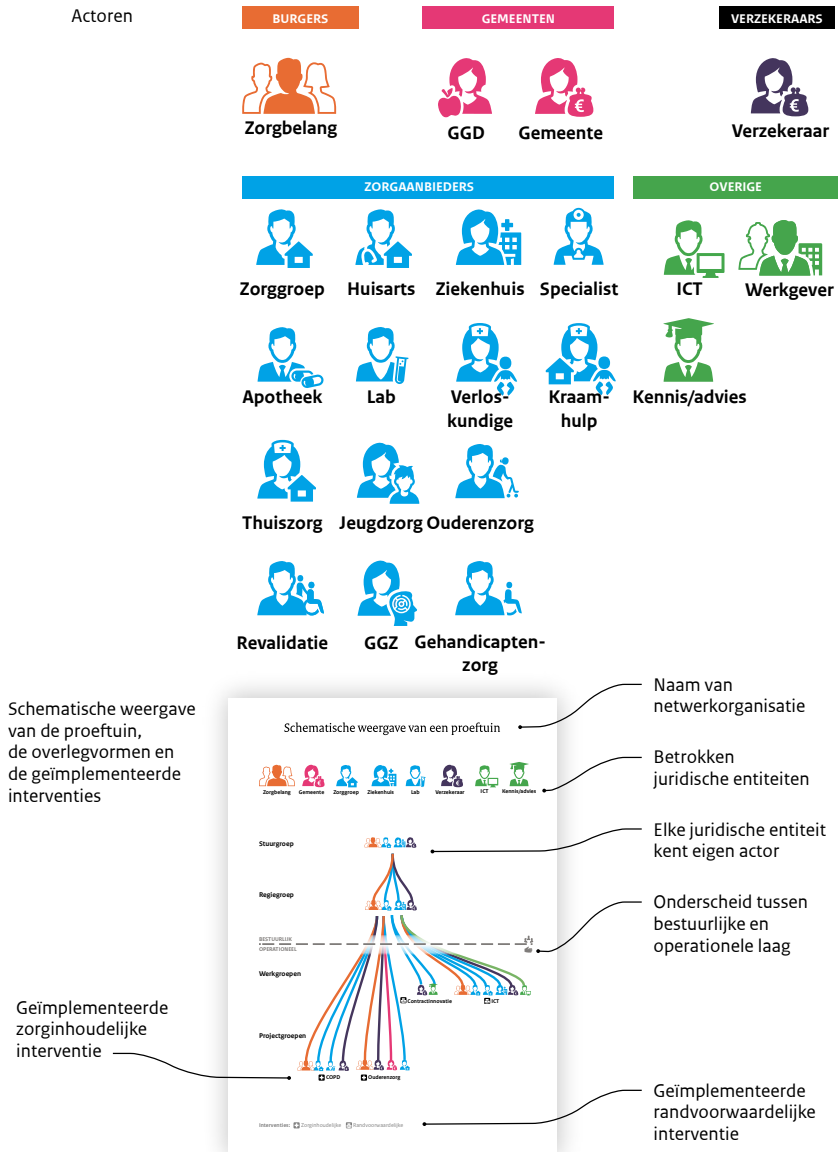 Actoren
BURGERS
GEMEENTEN
VERZEKERAARS
Zorgbelang
GGD
Gemeente
Verzekeraar
ZORGAANBIEDERS
OVERIGE
Zorggroep
Huisarts
Ziekenhuis
Specialist
ICT
Werkgever
Apotheek
Lab
Verlos-
kundige
Kraam-
hulp
Kennis/advies
Thuiszorg
Jeugdzorg
Ouderenzorg
Revalidatie
GGZ
Gehandicapten-
zorg
Schematische weergave
van de proeftuin,
de overlegvormen en
de geïmplementeerde
interventies
Naam van
netwerkorganisatie
Schematische weergave van een proeftuin
Betrokken
juridische entiteiten
Zorgbelang
Gemeente
Zorggroep
Ziekenhuis
Lab
Verzekeraar
ICT
Kennis/advies
Elke juridische entiteit
kent eigen actor
Stuurgroep
Regiegroep
Onderscheid tussen
bestuurlijke en
operationele laag
BESTUURLIJK
OPERATIONEEL
Werkgroepen
Contractinnovatie
ICT
Geïmplementeerde
zorginhoudelijke
interventie
Projectgroepen
COPD
Ouderenzorg
Geïmplementeerde
randvoorwaardelijke
interventie
Interventies: Zorginhoudelijke Randvoorwaardelijke